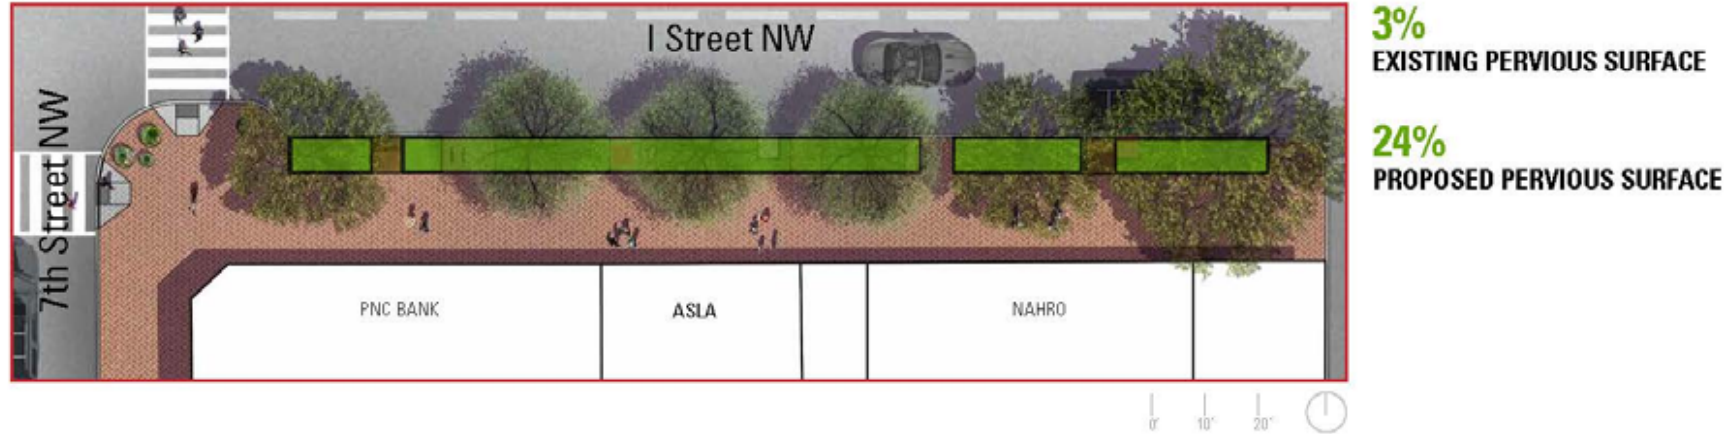 I Street NW
7th Street NW
PNC BANK
ASLA
NAHRO
0'
10'
20'
3%
EXISTING PERVIOUS SURFACE
24%
PROPOSED PERVIOUS SURFACE